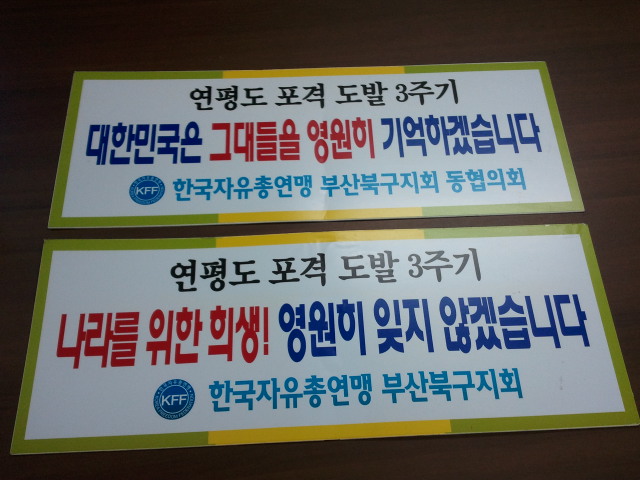 연평도 포격 도발 3주기
대한민국은 그대들을 영원히 기억하겠습니다
KFF 한국자유총연맹 부산북구지회 동협의회
연평도 포격 도발 3주기
나라를 위한 희생! 영원히 잊지 않겠습니다
KFF 한국자유총연맹 부산북구지회